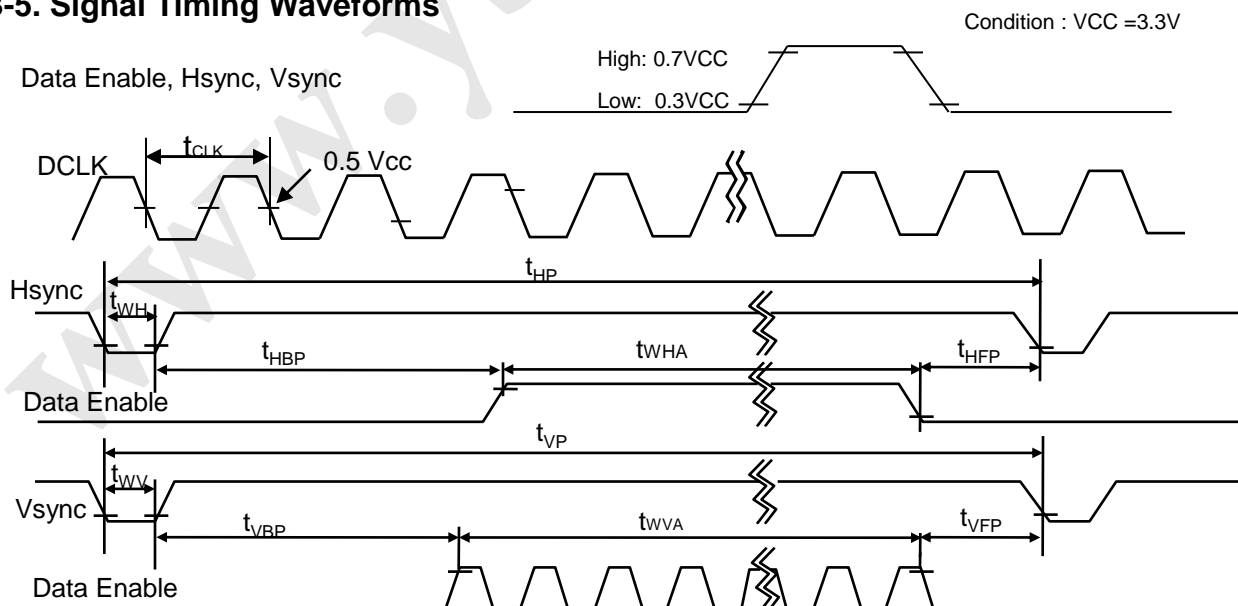 3-5. Signal Timing Waveforms
Condition : VCC =3.3V
High: 0.7VCC
Data Enable, Hsync, Vsync
Low: 0.3VCC
tCLK
0.5 Vcc
DCLK
tHP
Hsync
tWH
tHBP
tWHA
tHFP
Data Enable
tVP
tWV
Vsync
tVBP
tWVA
tVFP
Data Enable
www.y